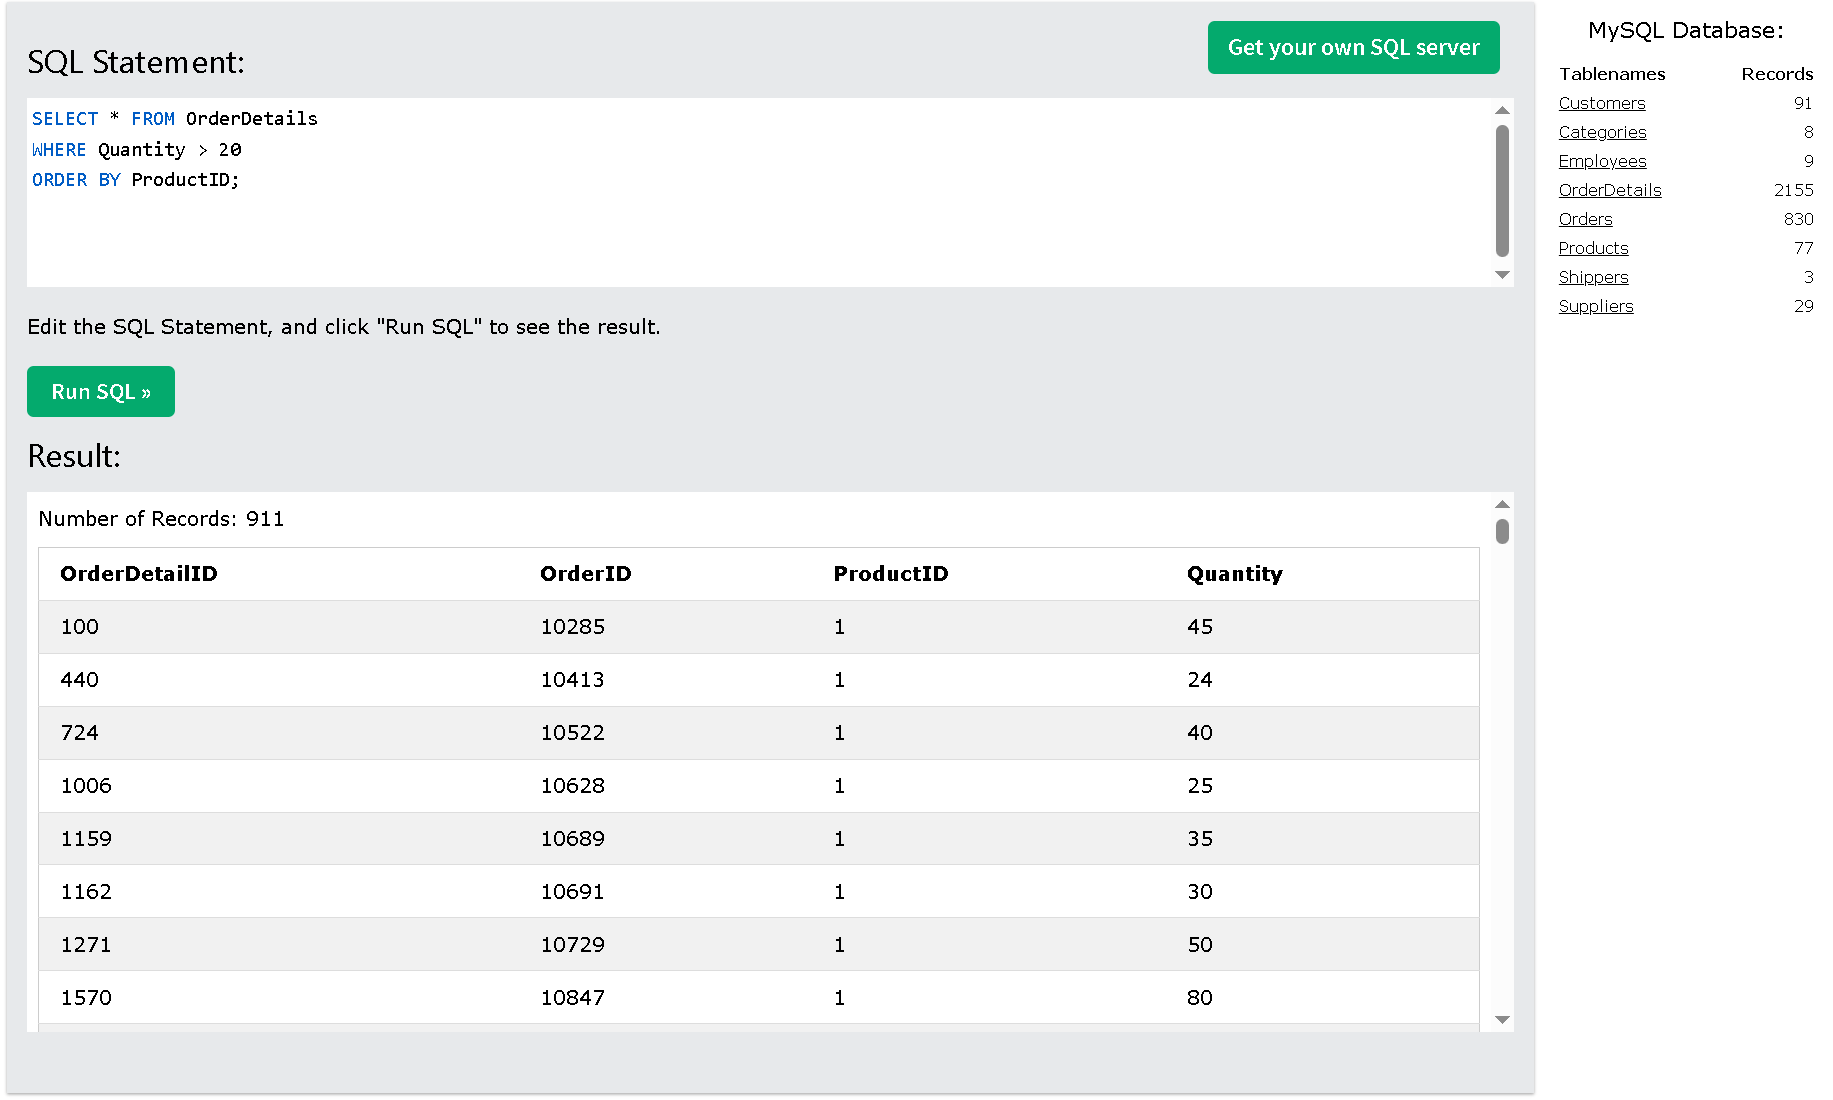 SQL Statement:
Get your own SQL server
SELECT * FROM OrderDetails
WHERE Quantity > 20
ORDER BY ProductID;
Edit the SQL Statement, and click "Run SQL" to see the result.
Run SQL »
Result:
Number of Records: 911
OrderDetailID OrderID ProductID Quantity
100 10285 1 45
440 10413 1 24
724 10522 1 40
1006 10628 1 25
1159 10689 1 35
1162 10691 1 30
1271 10729 1 50
1570 10847 1 80
MySQL Database:
Tablenames Records
Customers 91
Categories 8
Employees 9
OrderDetails 2155
Orders 830
Products 77
Shippers 3
Suppliers 29